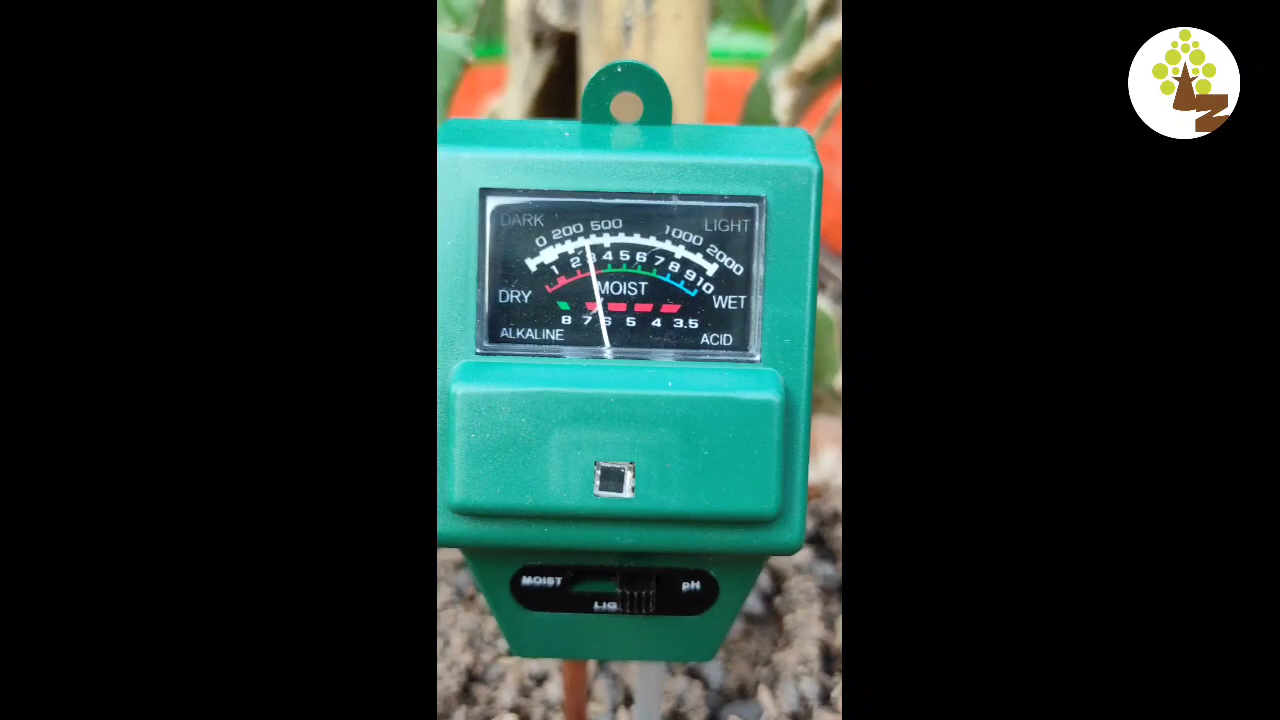 DARK LIGHT
0 200 500 1000 2000
1 2 3 4 5 6 7 8 9 10
DRY MOIST WET
8 7 6 5 4 3.5
ALKALINE ACID
MOIST pH
LIG